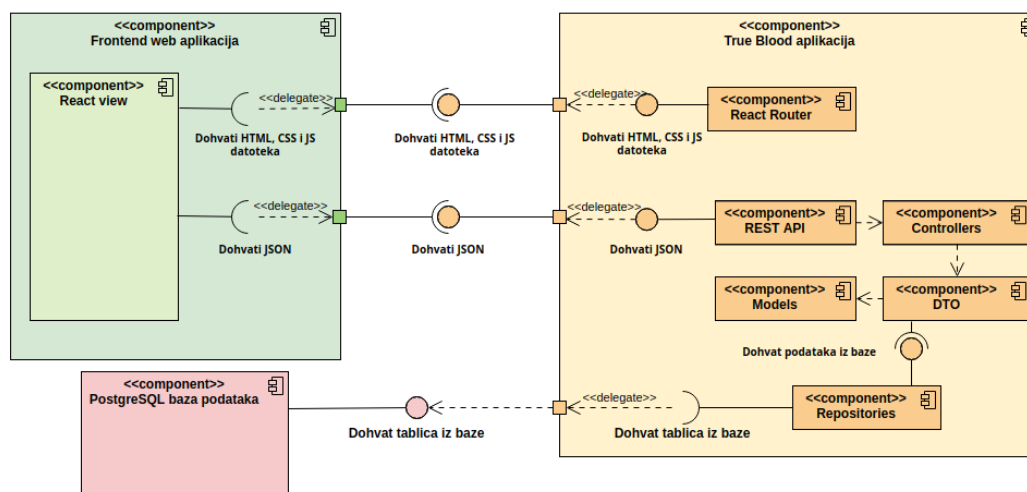 <<component>>
Frontend web aplikacija
<<component>>
React view
<<delegate>>
Dohvati HTML, CSS i JS
datoteka
<<delegate>>
Dohvati JSON
Dohvati HTML, CSS i JS
datoteka
Dohvati JSON
<<component>>
True Blood aplikacija
<<delegate>>
Dohvati HTML, CSS i JS
datoteka
<<component>>
React Router
<<delegate>>
Dohvati JSON
<<component>>
REST API
<<component>>
Controllers
<<component>>
Models
<<component>>
DTO
Dohvat podataka iz baze
<<component>>
PostgreSQL baza podataka
Dohvat tablica iz baze
<<delegate>>
Dohvat tablica iz baze
<<component>>
Repositories